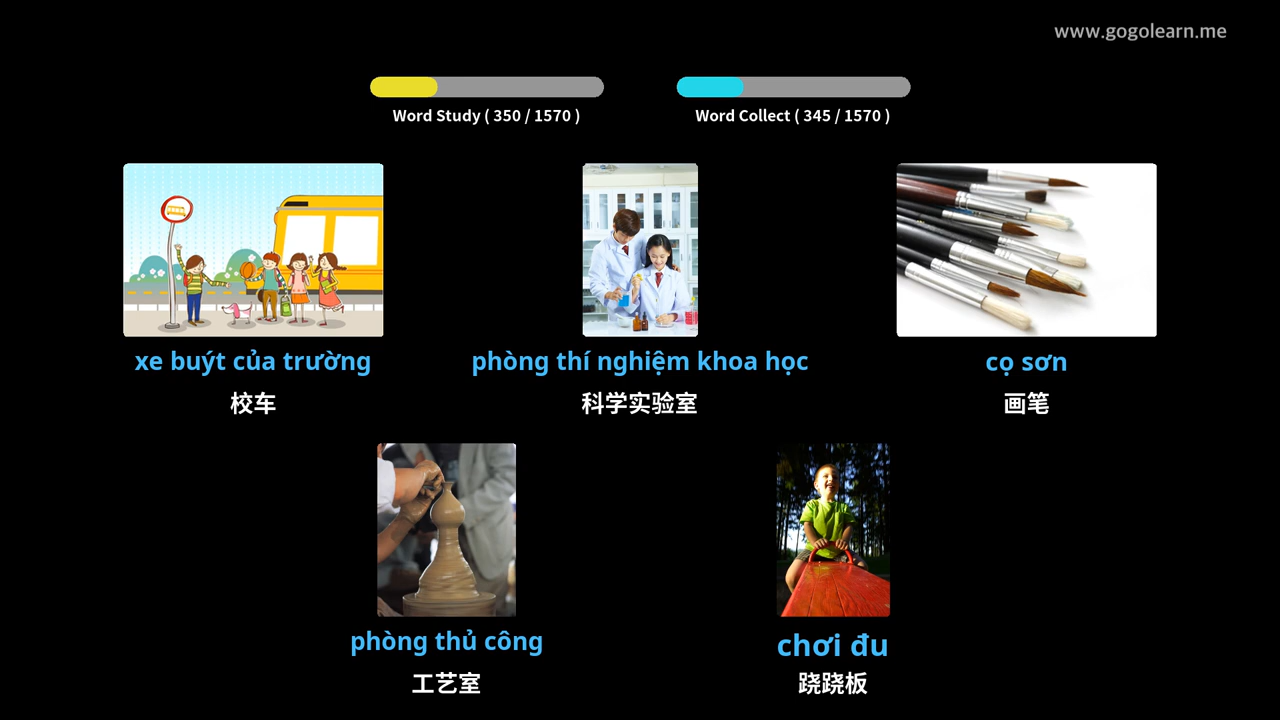 www.gogolearn.me
Word Study ( 350 / 1570 )
Word Collect ( 345 / 1570 )
xe buýt của trường
校车
phòng thí nghiệm khoa học
科学实验室
cọ sơn
画笔
phòng thủ công
工艺室
chơi đu
跷跷板